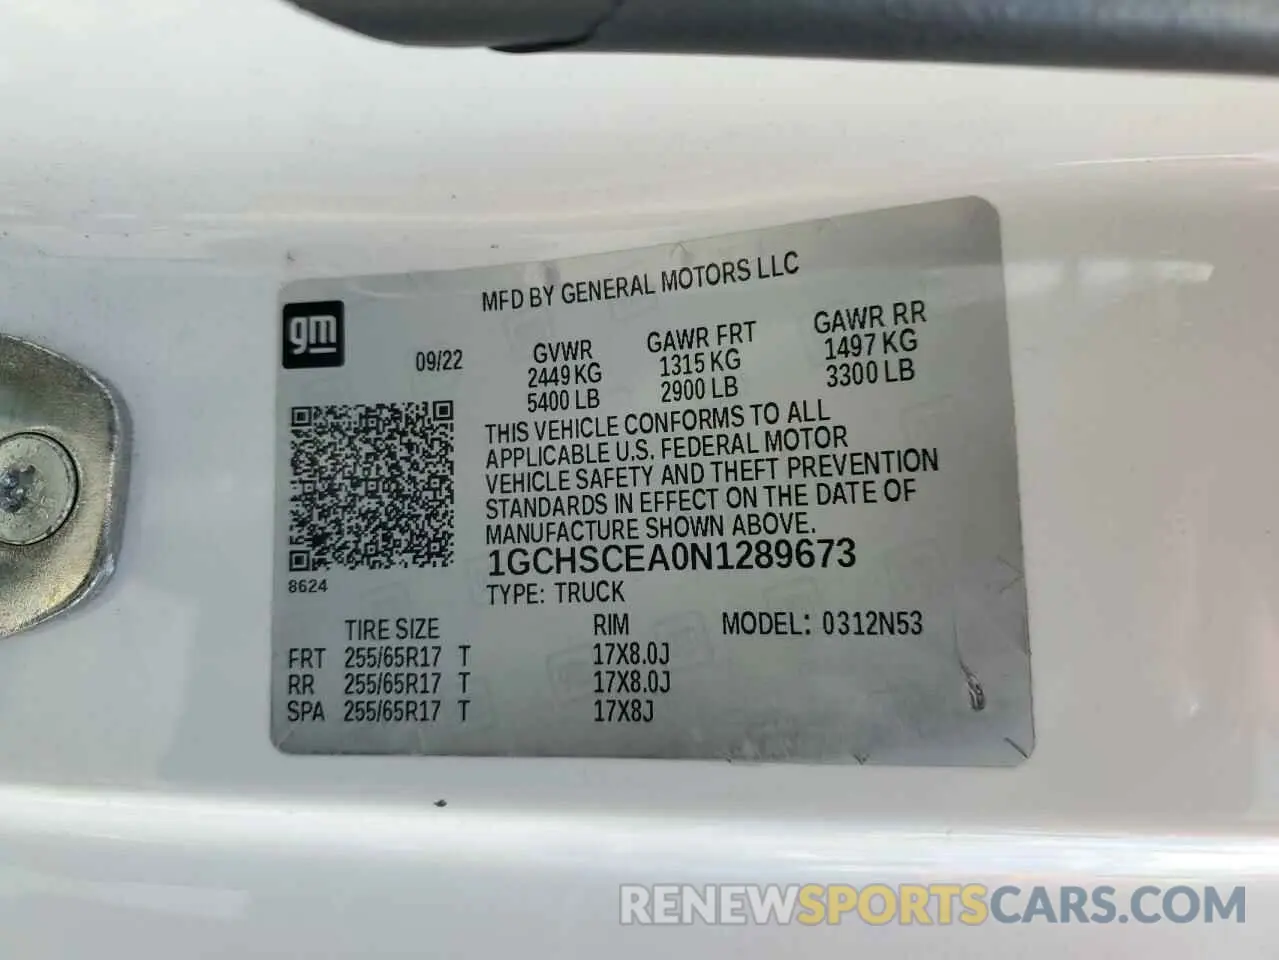 MFD BY GENERAL MOTORS LLC
gm
09/22
GVWR GAWR FRT GAWR RR
2449 KG 1315 KG 1497 KG
5400 LB 2900 LB 3300 LB
THIS VEHICLE CONFORMS TO ALL
APPLICABLE U.S. FEDERAL MOTOR
VEHICLE SAFETY AND THEFT PREVENTION
STANDARDS IN EFFECT ON THE DATE OF
MANUFACTURE SHOWN ABOVE.
1GCHSCEA0N1289673
8624
TYPE: TRUCK
TIRE SIZE RIM MODEL: 0312N53
FRT 255/65R17 T 17X8.0J
RR 255/65R17 T 17X8.0J
SPA 255/65R17 T 17X8J
RENEWSPORTSCARS.COM